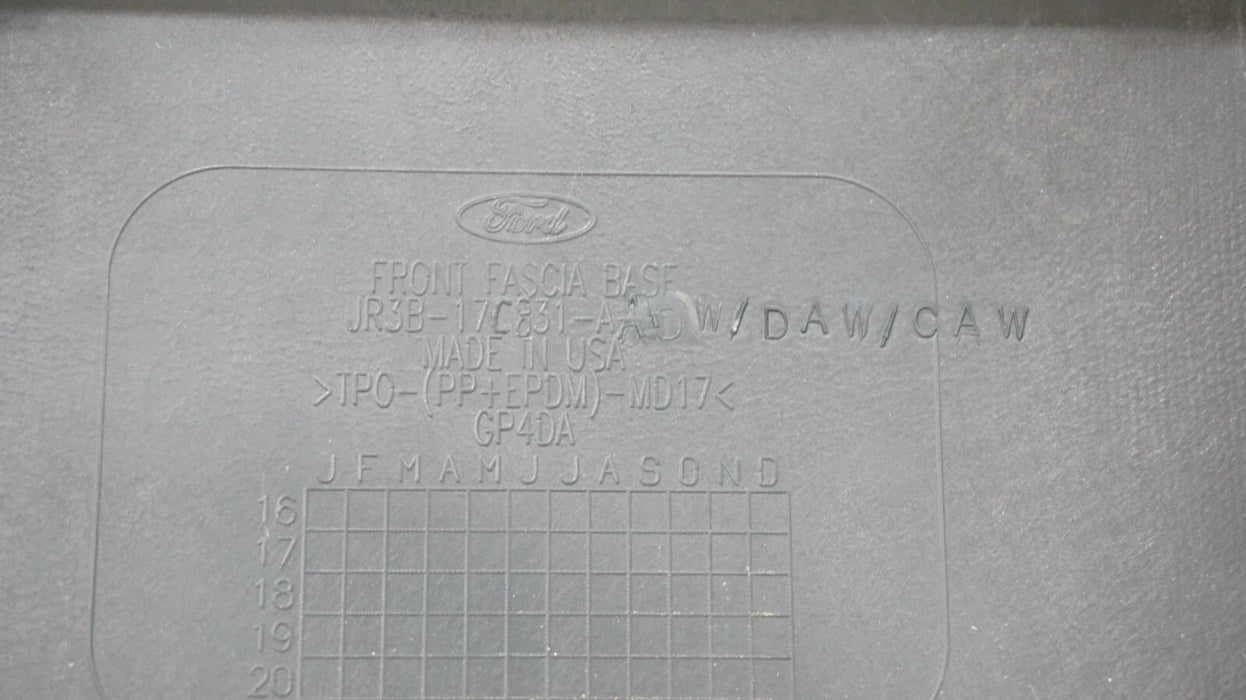 Ford
FRONT FASCIA BASE
JR3B-17C831-A W/DAW/CAW
MADE IN USA
>TPO-(PP+EPDM)-MD17<
GP4DA
J F M A M J J A S O N D
16
17
18
19
20